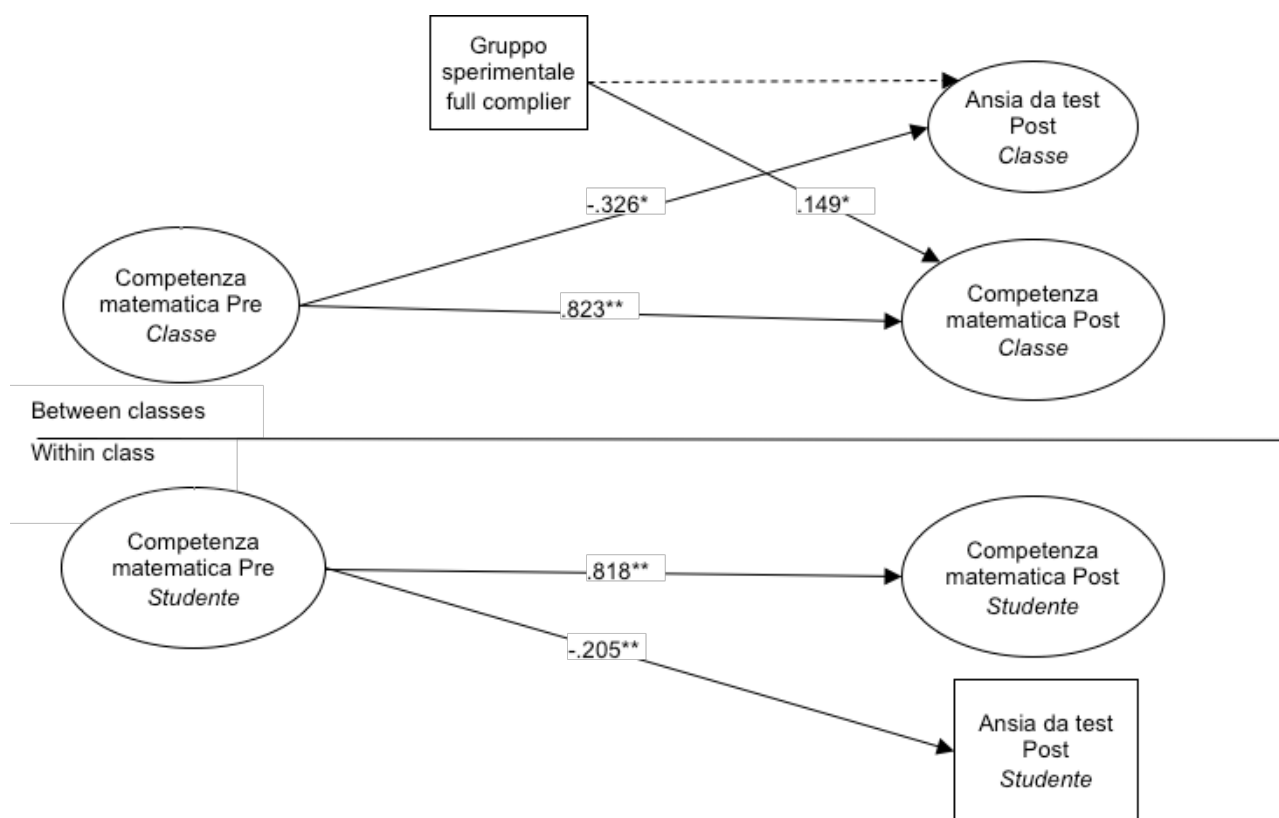 Gruppo
sperimentale
full complier
Ansia da test
Post
Classe
-.326*
.149*
Competenza
matematica Pre
Classe
.823**
Competenza
matematica Post
Classe
Between classes
Within class
Competenza
matematica Pre
Studente
.818**
Competenza
matematica Post
Studente
-.205**
Ansia da test
Post
Studente